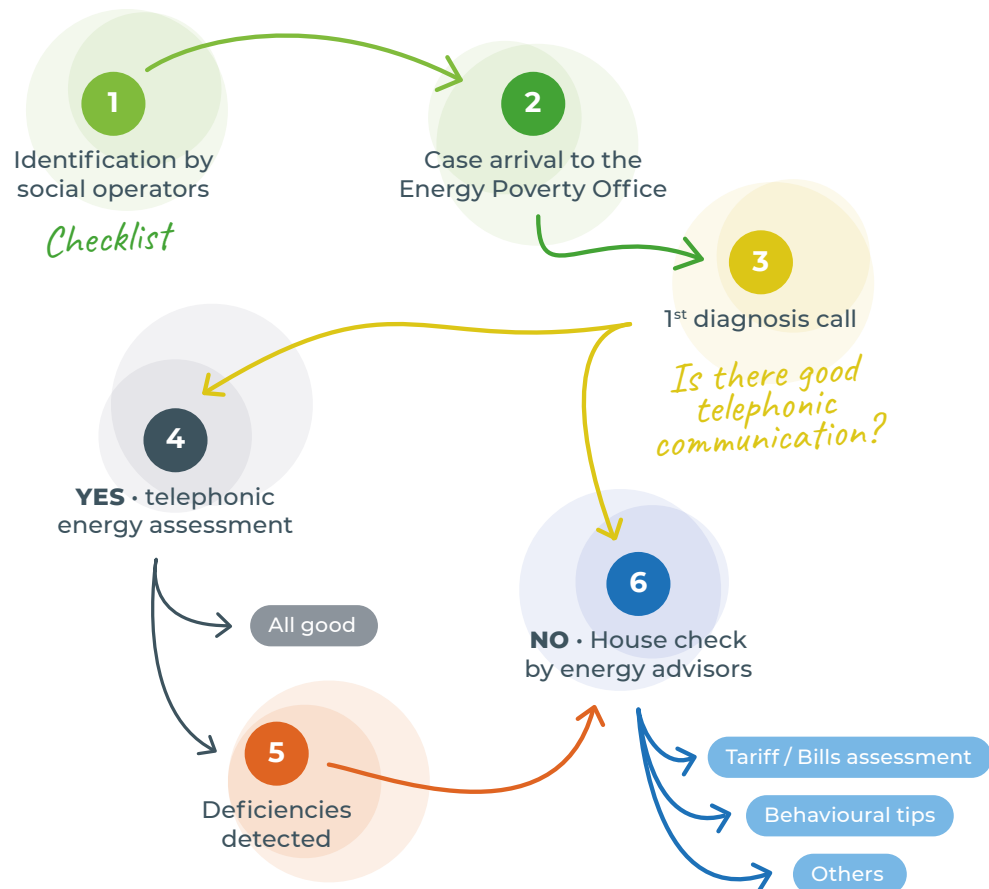 1
Identification by
social operators
Checklist
2
Case arrival to the
Energy Poverty Office
3
1st diagnosis call
Is there good
telephonic
communication?
4
YES · telephonic
energy assessment
All good
5
Deficiencies
detected
6
NO · House check
by energy advisors
Tariff / Bills assessment
Behavioural tips
Others